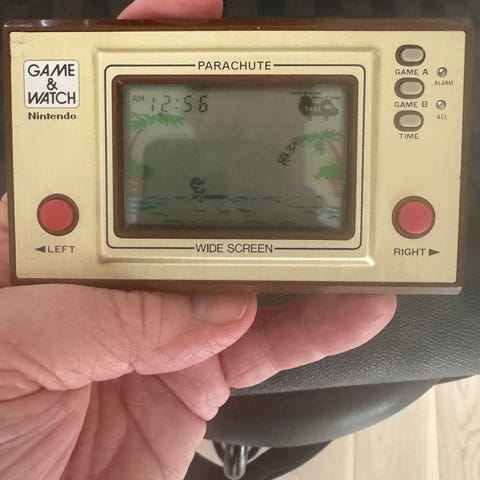 GAME
&
WATCH
Nintendo
PARACHUTE
AM 12:56
GAME A
ALARM
GAME B
ACL
TIME
◄LEFT
WIDE SCREEN
RIGHT►